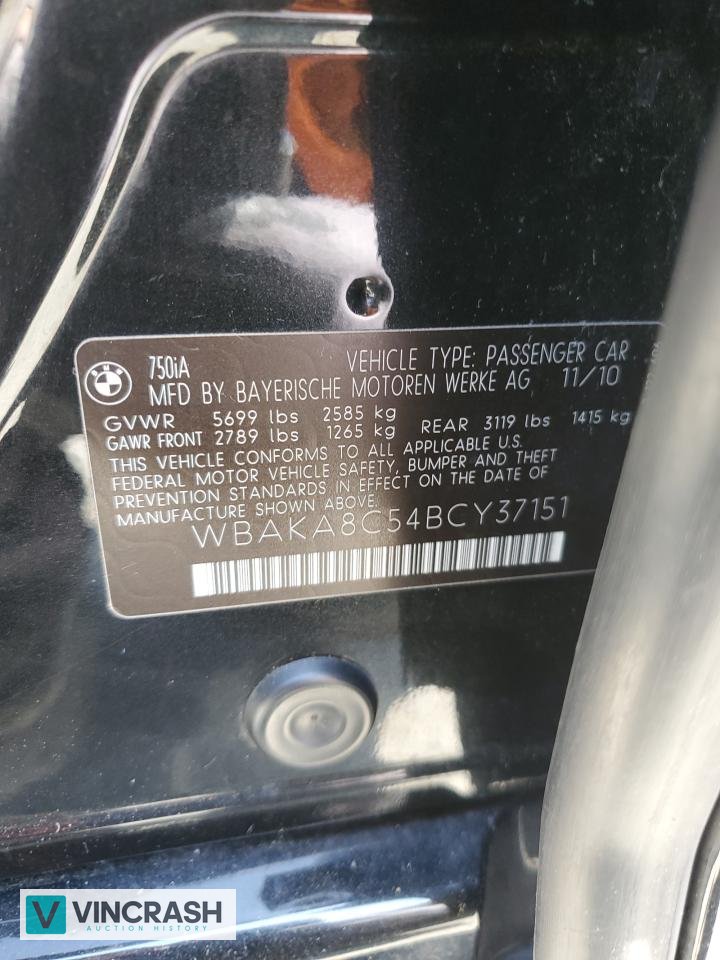 BMW
750iA VEHICLE TYPE: PASSENGER CAR
MFD BY BAYERISCHE MOTOREN WERKE AG 11/10
GVWR 5699 lbs 2585 kg
GAWR FRONT 2789 lbs 1265 kg REAR 3119 lbs 1415 kg
THIS VEHICLE CONFORMS TO ALL APPLICABLE U.S.
FEDERAL MOTOR VEHICLE SAFETY, BUMPER AND THEFT
PREVENTION STANDARDS IN EFFECT ON THE DATE OF
MANUFACTURE SHOWN ABOVE.
WBAKA8C54BCY37151
V VINCRASH
AUCTION HISTORY